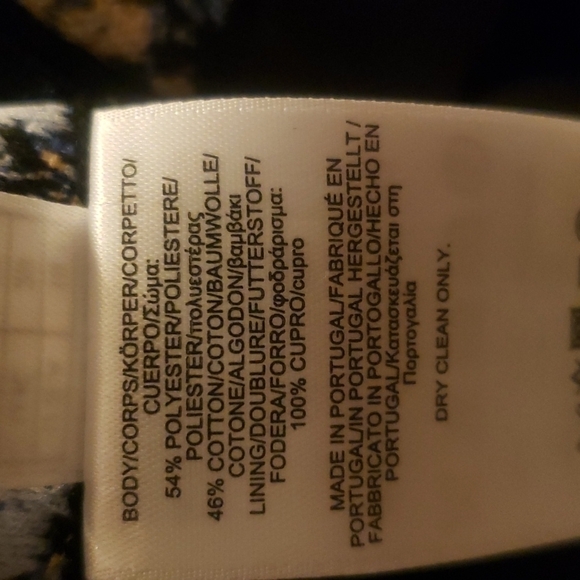 BODY/CORPS/KÖRPER/CORPETTO/
CUERPO/Σώμα:
54% POLYESTER/POLIESTERE/
POLIESTER/πολυεστέρας
46% COTTON/COTON/BAUMWOLLE/
COTONE/ALGODON/βαμβάκι
LINING/DOUBLURE/FUTTERSTOFF/
FODERA/FORRO/φοδράρισμα:
100% CUPRO/cupro
MADE IN PORTUGAL/FABRIQUÉ EN
PORTUGAL/IN PORTUGAL HERGESTELLT /
FABBRICATO IN PORTOGALLO/HECHO EN
PORTUGAL/Κατασκευάζεται στη
Πορτογαλία
DRY CLEAN ONLY.